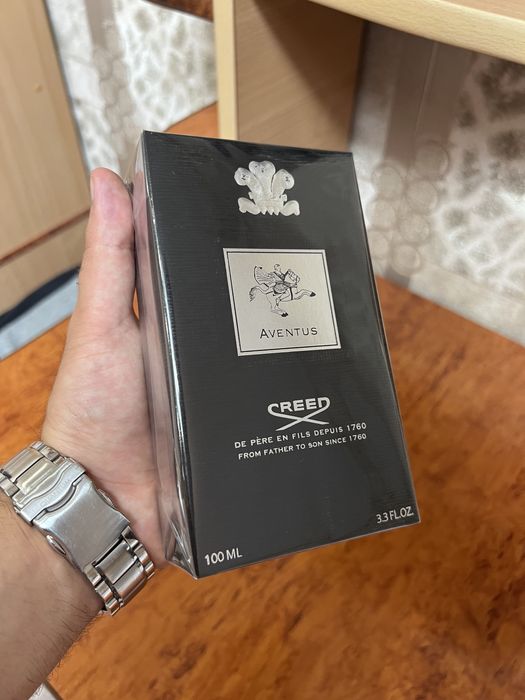 AVENTUS
CREED
DE PÈRE EN FILS DEPUIS 1760
FROM FATHER TO SON SINCE 1760
100 ML
3.3 FL.OZ.